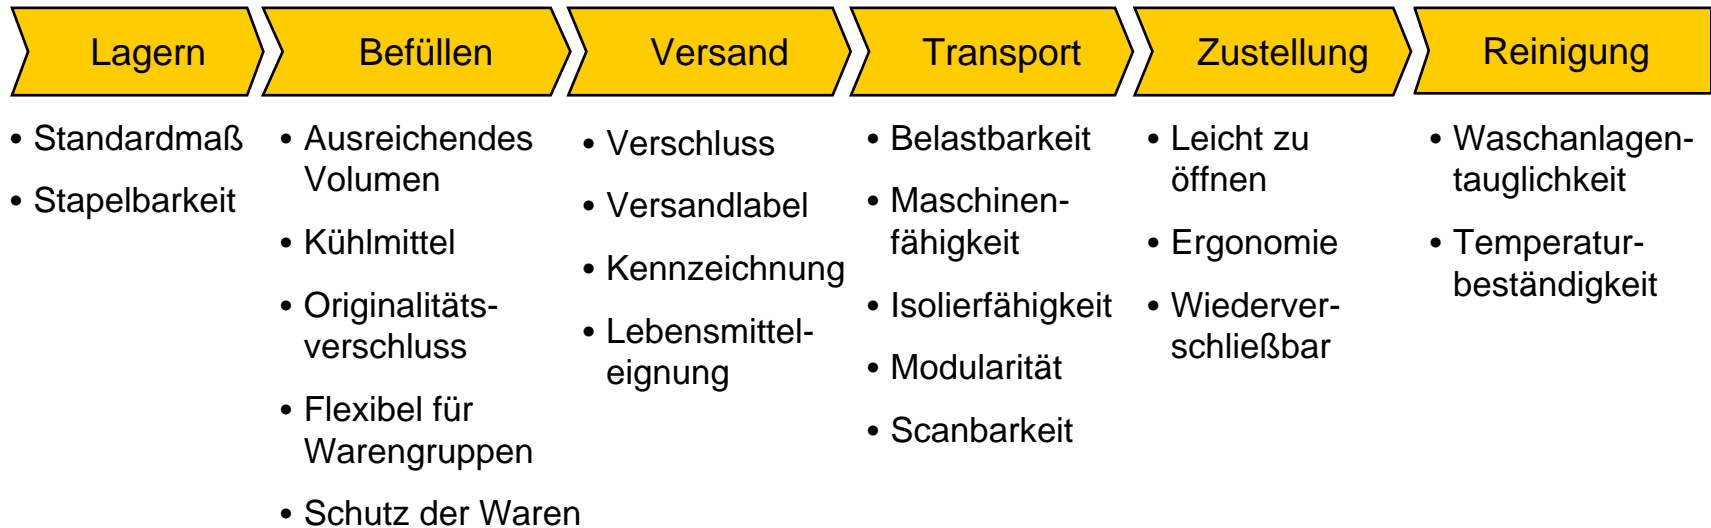 Lagern
Befüllen
Versand
Transport
Zustellung
Reinigung
• Standardmaß
• Stapelbarkeit
• Ausreichendes
Volumen
• Kühlmittel
• Originalitäts-
verschluss
• Flexibel für
Warengruppen
• Schutz der Waren
• Verschluss
• Versandlabel
• Kennzeichnung
• Lebensmittel-
eignung
• Belastbarkeit
• Maschinen-
fähigkeit
• Isolierfähigkeit
• Modularität
• Scanbarkeit
• Leicht zu
öffnen
• Ergonomie
• Wiederver-
schließbar
• Waschanlagen-
tauglichkeit
• Temperatur-
beständigkeit